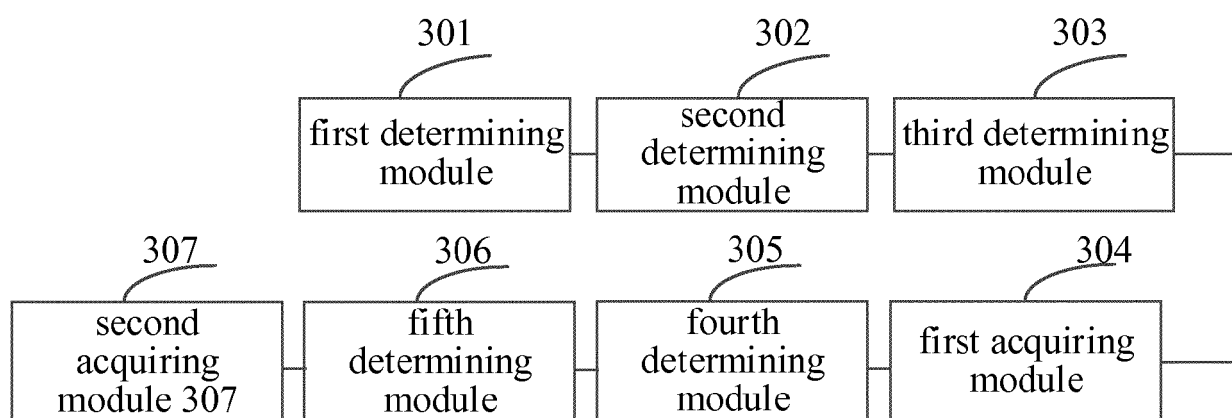 301
302
303
first determining
module
second
determining
module
third determining
module
307
306
305
304
second
acquiring
module 307
fifth
determining
module
fourth
determining
module
first acquiring
module